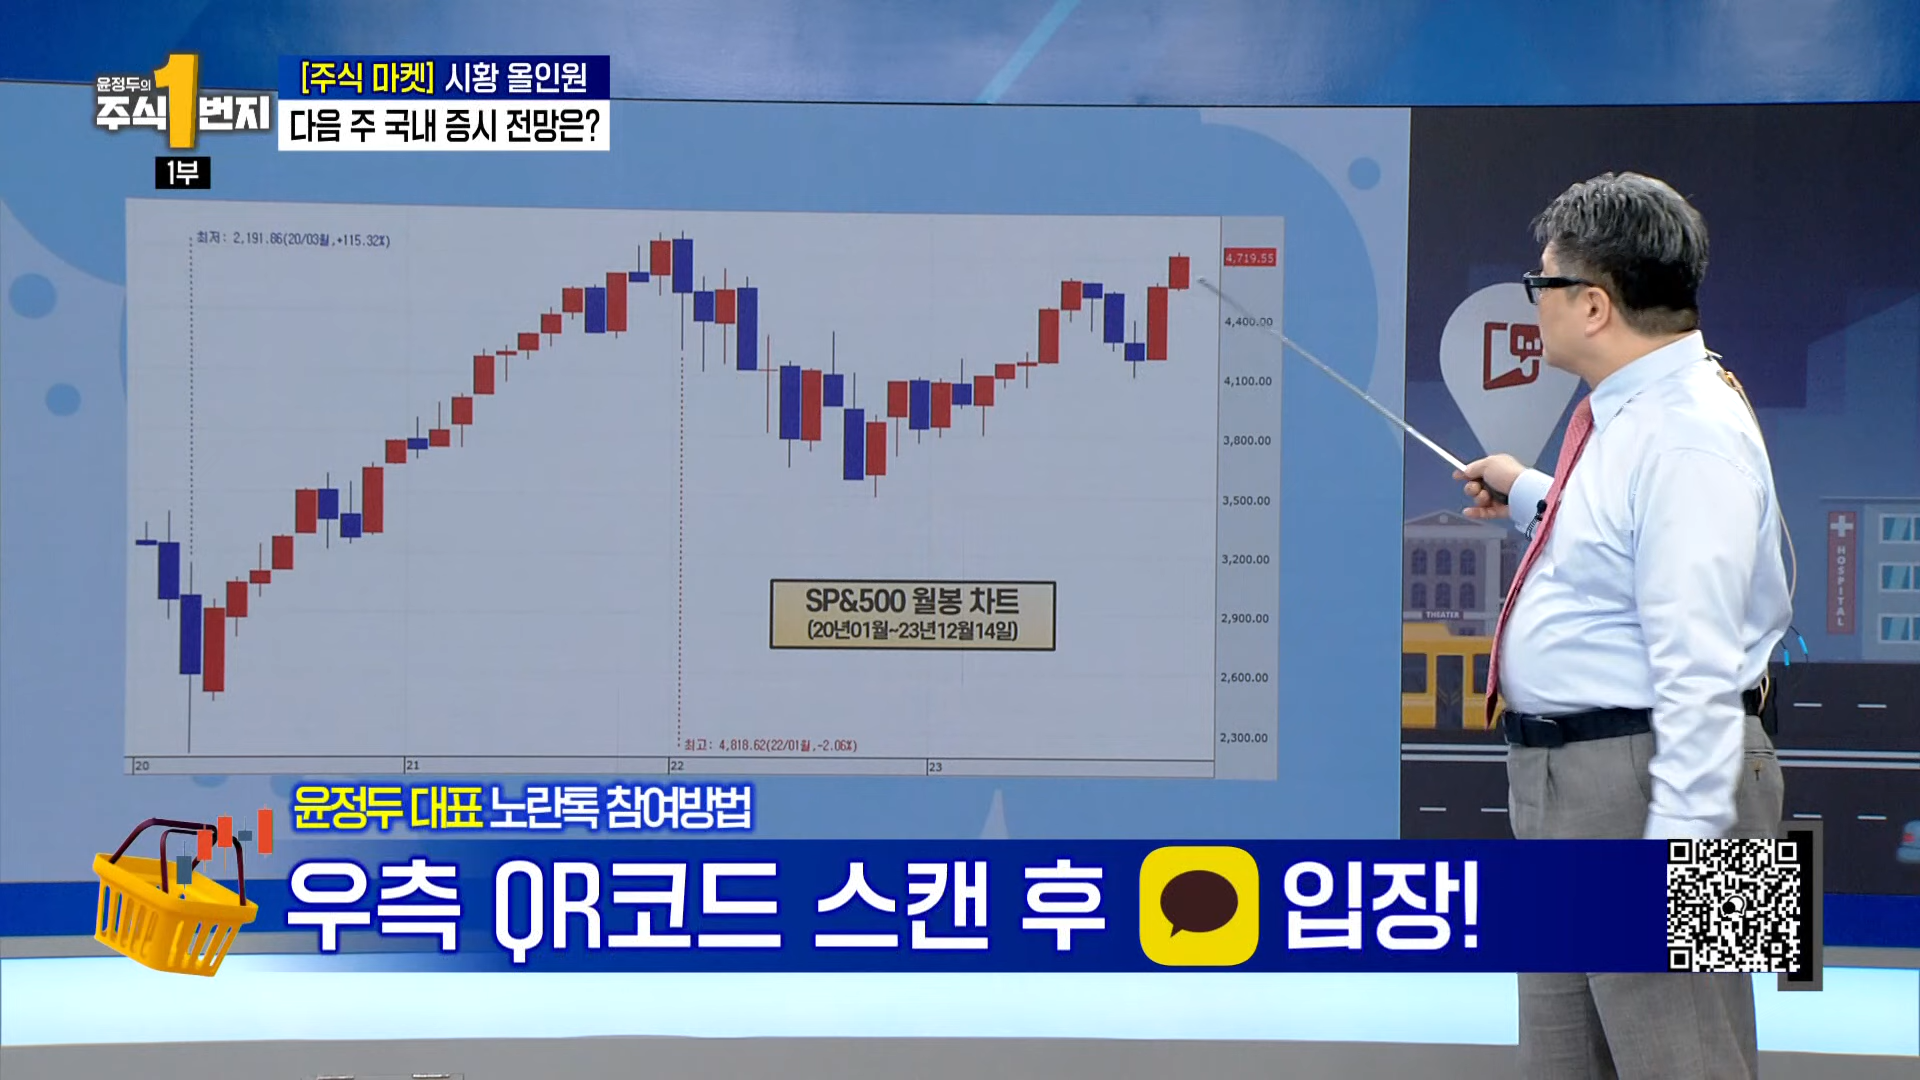 윤정두의
주식1번지
1부
[주식 마켓] 시황 올인원
다음 주 국내 증시 전망은?
최저: 2,191.86(20/03월,+115.32%)
4,719.55
4,400.00
4,100.00
3,800.00
3,500.00
3,200.00
2,900.00
2,600.00
2,300.00
SP&500 월봉 차트
(20년01월~23년12월14일)
최고: 4,818.62(22/01월,-2.06%)
20
21
22
23
THEATER
HOSPITAL
윤정두 대표 노란톡 참여방법
우측 QR코드 스캔 후 입장!